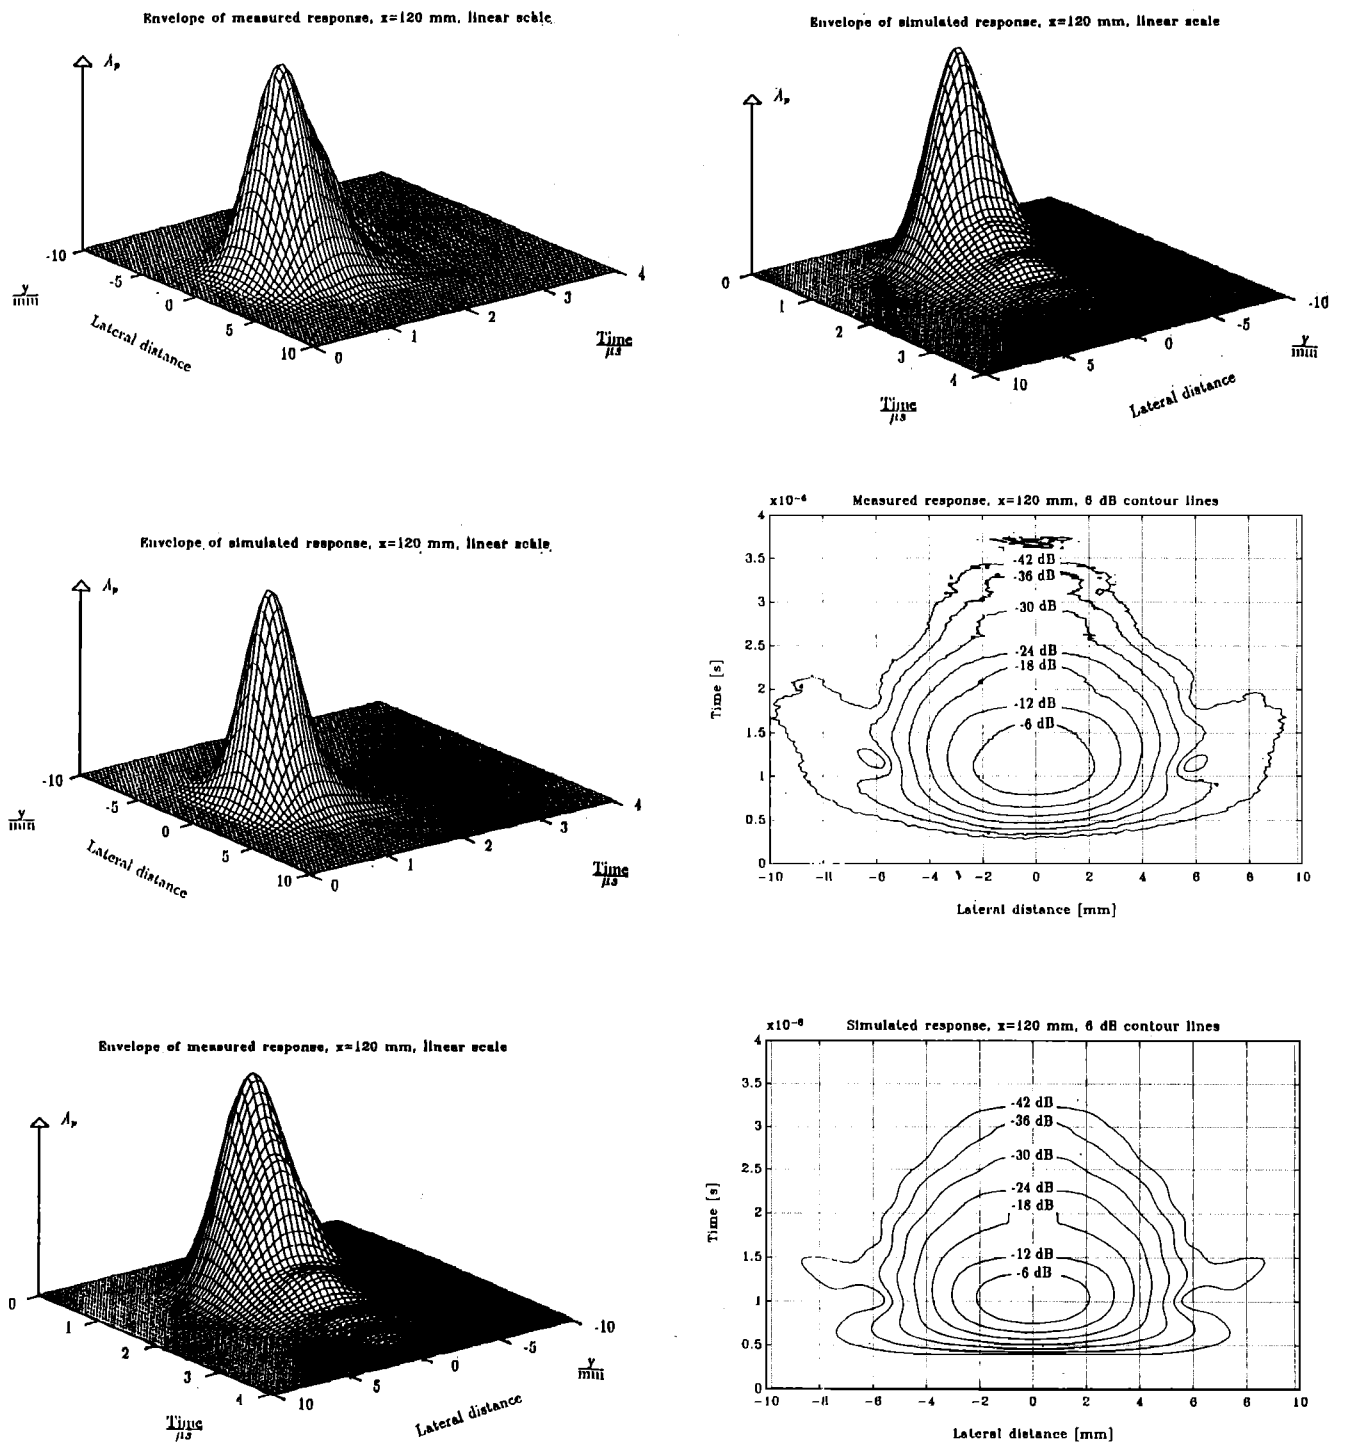 Envelope of measured response, x=120 mm, linear scale
A_p
-10
-5
0
5
10
y
mm
Lateral distance
0
1
2
3
4
Time
μs
Envelope of simulated response, x=120 mm, linear scale
A_p
0
1
2
3
4
Time
μs
10
5
0
-5
-10
y
mm
Lateral distance
Envelope of simulated response, x=120 mm, linear scale
A_p
-10
-5
0
5
10
y
mm
Lateral distance
0
1
2
3
4
Time
μs
Measured response, x=120 mm, 6 dB contour lines
4
3.5
3
2.5
2
1.5
1
0.5
0
Time [s]
-42 dB
-36 dB
-30 dB
-24 dB
-18 dB
-12 dB
-6 dB
-10 -8 -6 -4 -2 0 2 4 6 8 10
Lateral distance [mm]
Envelope of measured response, x=120 mm, linear scale
A_p
0
1
2
3
4
Time
μs
10
5
0
-5
-10
y
mm
Lateral distance
x10⁻⁶ Simulated response, x=120 mm, 6 dB contour lines
4
3.5
3
2.5
2
1.5
1
0.5
0
Time [s]
-42 dB
-36 dB
-30 dB
-24 dB
-18 dB
-12 dB
-6 dB
-10 -8 -6 -4 -2 0 2 4 6 8 10
Lateral distance [mm]